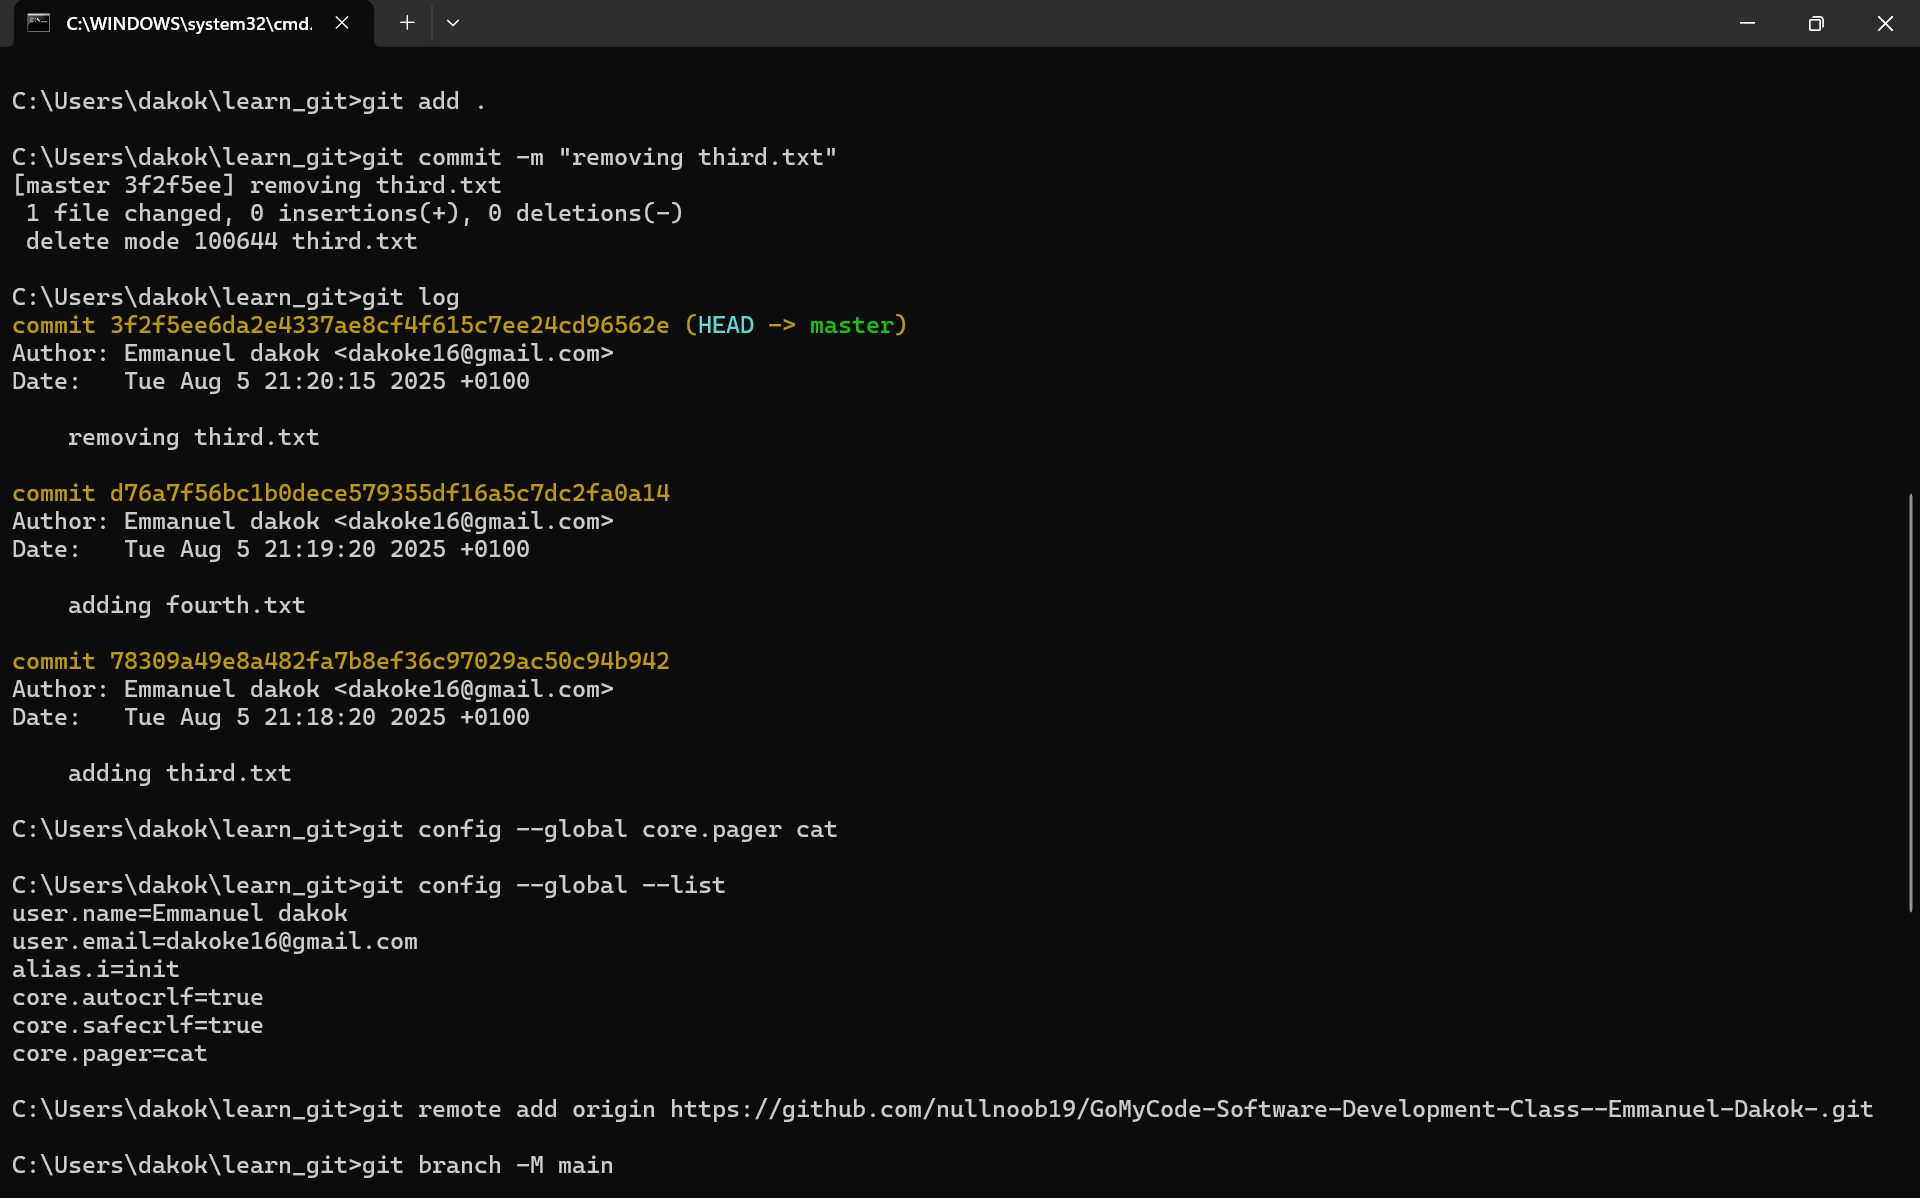 C:\WINDOWS\system32\cmd.
C:\Users\dakok\learn_git>git add .
C:\Users\dakok\learn_git>git commit -m "removing third.txt"
[master 3f2f5ee] removing third.txt
 1 file changed, 0 insertions(+), 0 deletions(-)
 delete mode 100644 third.txt
C:\Users\dakok\learn_git>git log
commit 3f2f5ee6da2e4337ae8cf4f615c7ee24cd96562e (HEAD -> master)
Author: Emmanuel dakok <dakoke16@gmail.com>
Date:   Tue Aug 5 21:20:15 2025 +0100
    removing third.txt
commit d76a7f56bc1b0dece579355df16a5c7dc2fa0a14
Author: Emmanuel dakok <dakoke16@gmail.com>
Date:   Tue Aug 5 21:19:20 2025 +0100
    adding fourth.txt
commit 78309a49e8a482fa7b8ef36c97029ac50c94b942
Author: Emmanuel dakok <dakoke16@gmail.com>
Date:   Tue Aug 5 21:18:20 2025 +0100
    adding third.txt
C:\Users\dakok\learn_git>git config --global core.pager cat
C:\Users\dakok\learn_git>git config --global --list
user.name=Emmanuel dakok
user.email=dakoke16@gmail.com
alias.i=init
core.autocrlf=true
core.safecrlf=true
core.pager=cat
C:\Users\dakok\learn_git>git remote add origin https://github.com/nullnoob19/GoMyCode-Software-Development-Class--Emmanuel-Dakok-.git
C:\Users\dakok\learn_git>git branch -M main